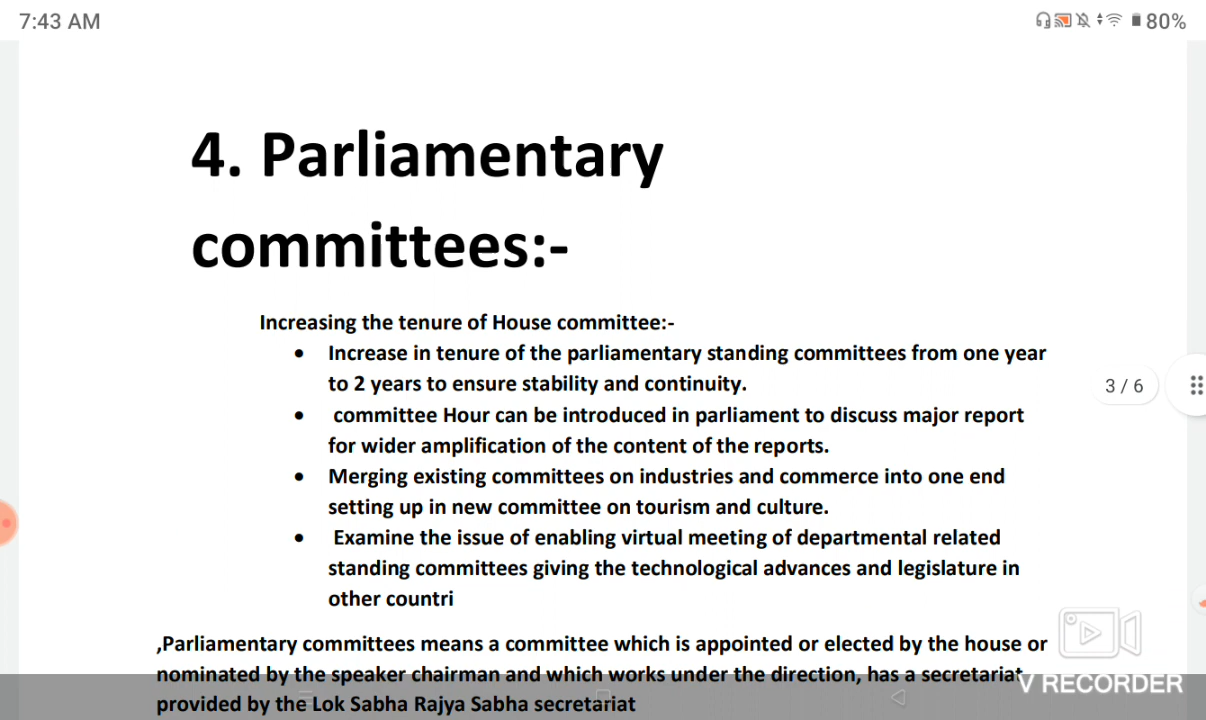 7:43 AM
80%
4. Parliamentary
committees:-
Increasing the tenure of House committee:-
• Increase in tenure of the parliamentary standing committees from one year
to 2 years to ensure stability and continuity.
• committee Hour can be introduced in parliament to discuss major report
for wider amplification of the content of the reports.
3 / 6
• Merging existing committees on industries and commerce into one end
setting up in new committee on tourism and culture.
• Examine the issue of enabling virtual meeting of departmental related
standing committees giving the technological advances and legislature in
other countri
,Parliamentary committees means a committee which is appointed or elected by the house or
nominated by the speaker chairman and which works under the direction, has a secretariat
provided by the Lok Sabha Rajya Sabha secretariat
V RECORDER